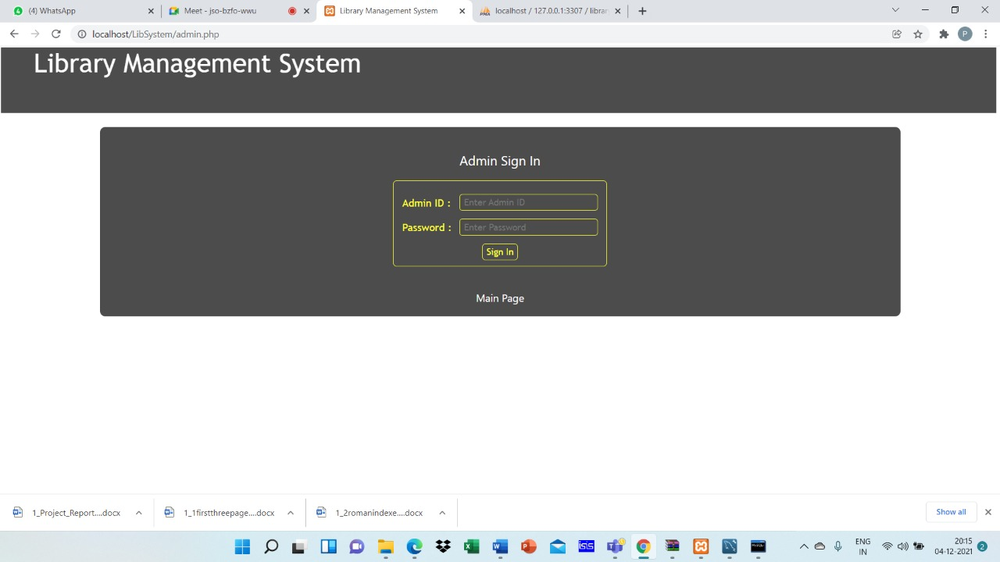 (4) WhatsApp
Meet - jso-bzfo-wwu
Library Management System
localhost / 127.0.0.1:3307 / librar
localhost/LibSystem/admin.php
P
Library Management System
Admin Sign In
Admin ID :
Enter Admin ID
Password :
Enter Password
Sign In
Main Page
1_Project_Report....docx
1_1firstthreepage....docx
1_2romanindexe....docx
Show all
ENG
IN
20:15
04-12-2021
2